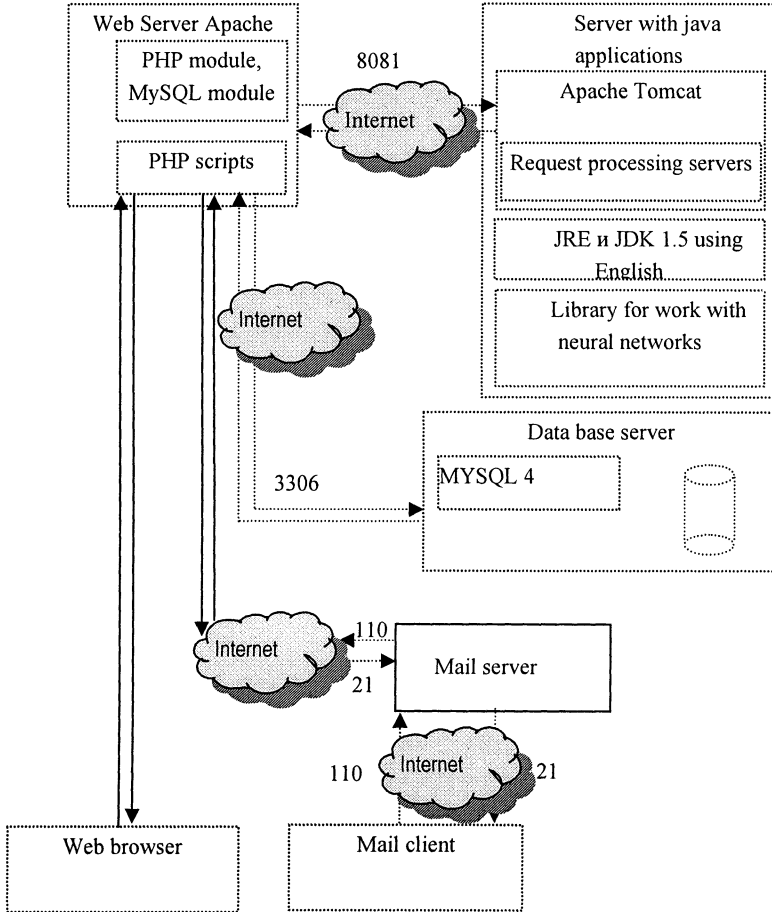 Web Server Apache
PHP module,
MySQL module
PHP scripts
8081
Internet
Server with java
applications
Apache Tomcat
Request processing servers
JRE и JDK 1.5 using
English
Library for work with
neural networks
Internet
Data base server
MYSQL 4
3306
Internet
110
21
Mail server
110
Internet
21
Web browser
Mail client